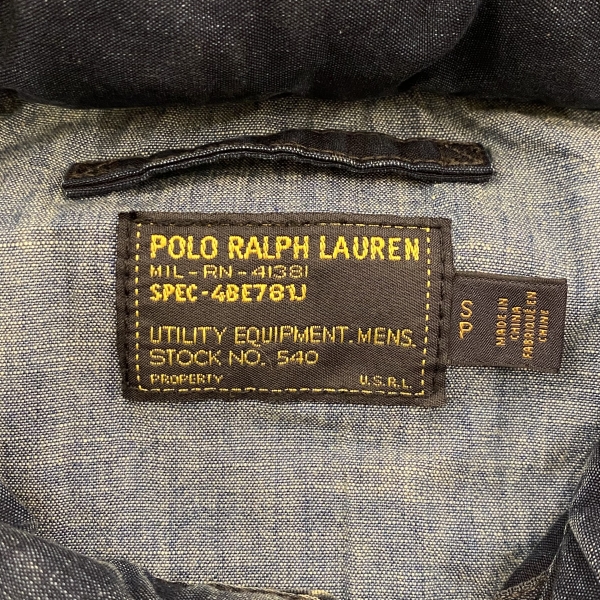 POLO RALPH LAUREN
MIL-RN-41381
SPEC-4BE781J
UTILITY EQUIPMENT. MENS.
STOCK NO. 540
PROPERTY U.S.R.L.
S
P
MADE IN
CHINA
FABRIQUÉ EN
CHINE